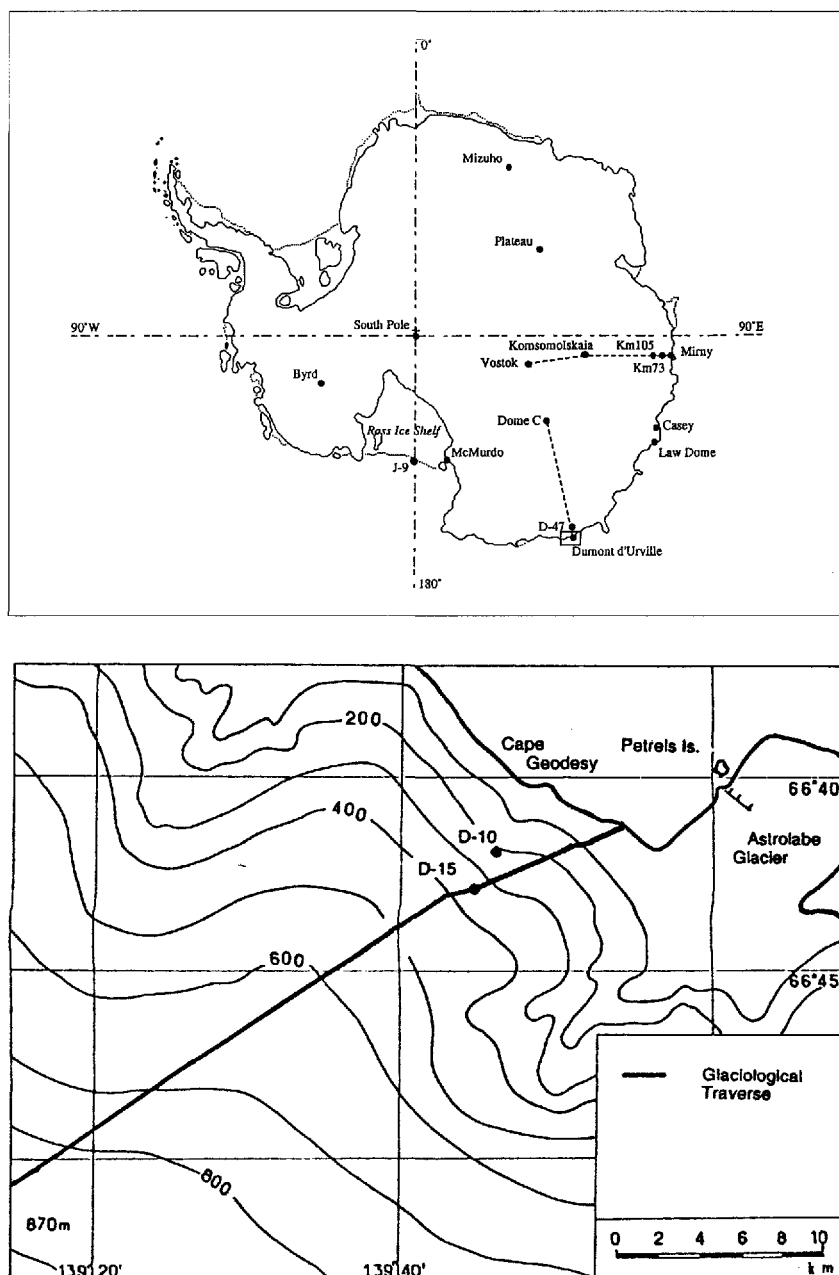 0°
Mizuho
Plateau
90°W
South Pole
90°E
Komsomolskaia
Km105
Mirny
Vostok
Km73
Byrd
Dome C
Casey
Ross Ice Shelf
Law Dome
J-9
McMurdo
D-47
Dumont d'Urville
180°
200
Cape
Geodesy
Petrels Is.
66°40
400
D-10
Astrolabe
Glacier
D-15
600
66°45
Glaciological
Traverse
800
870m
0 2 4 6 8 10
km
139°20'
139°40'